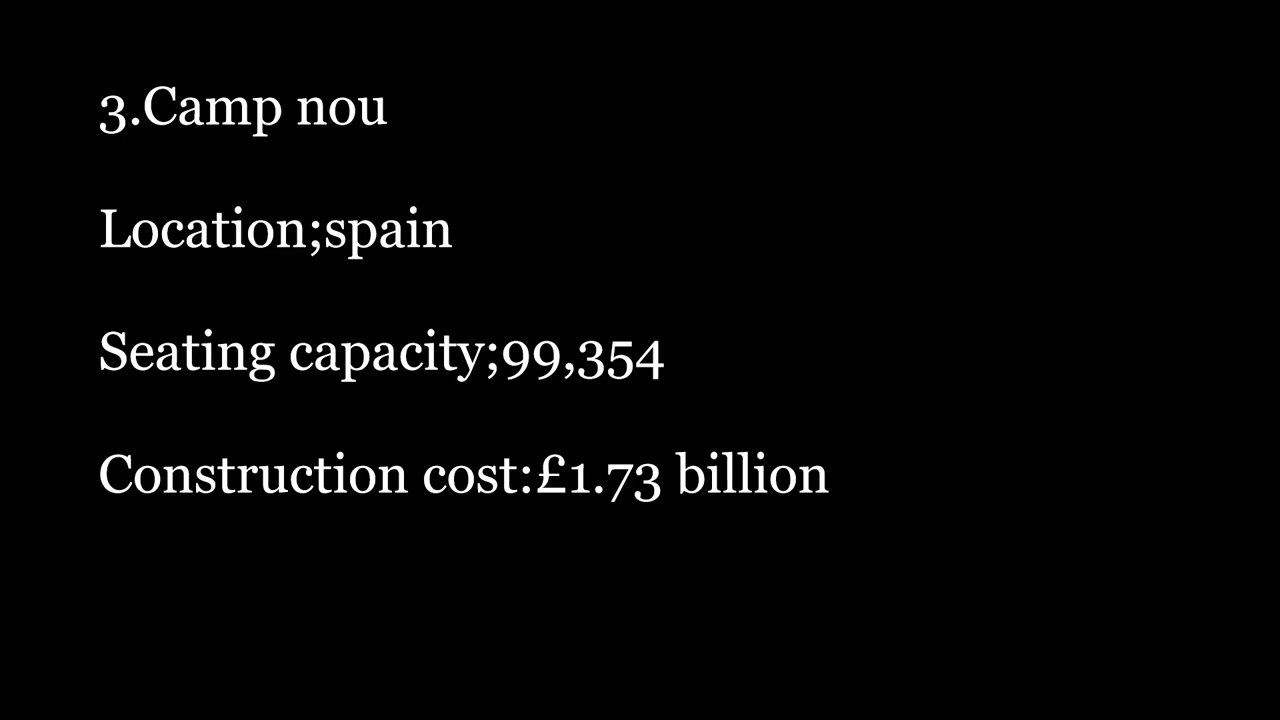 3.Camp nou
Location;spain
Seating capacity;99,354
Construction cost:£1.73 billion